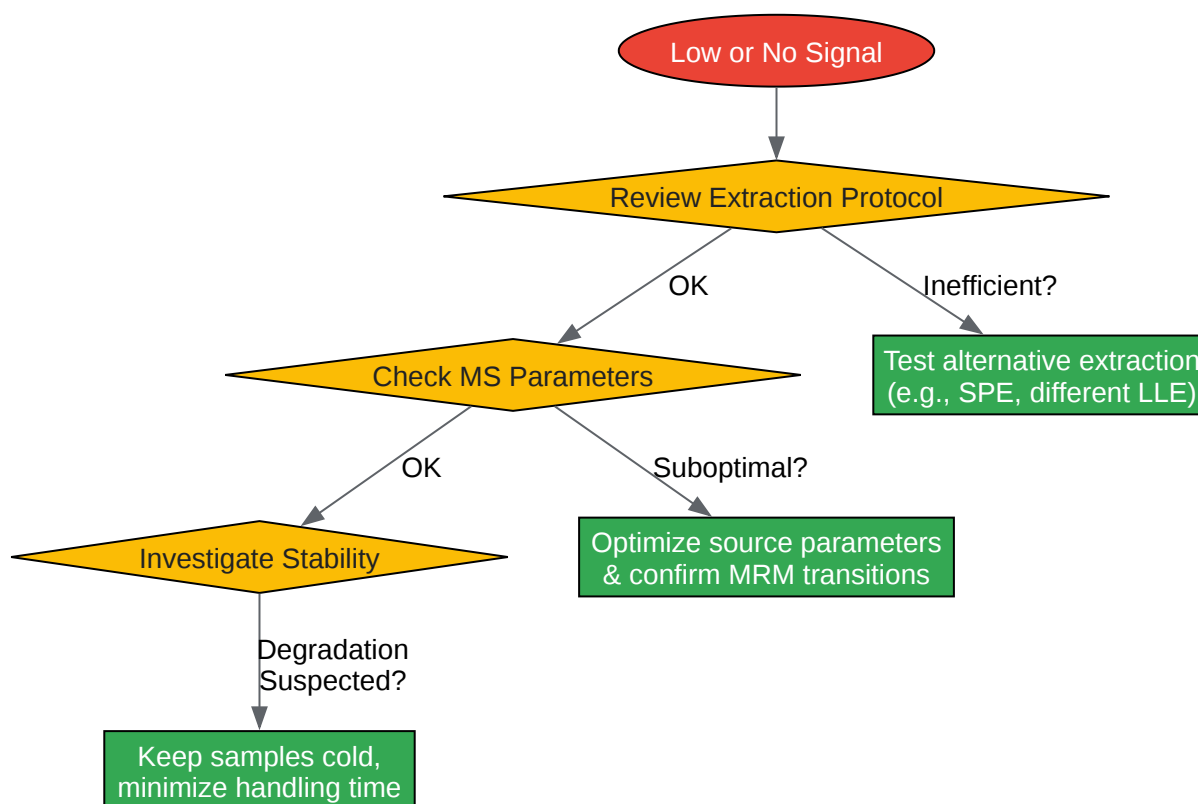 Low or No Signal
Review Extraction Protocol
OK
Inefficient?
Test alternative extraction
(e.g., SPE, different LLE)
Check MS Parameters
OK
Suboptimal?
Optimize source parameters
& confirm MRM transitions
Investigate Stability
Degradation
Suspected?
Keep samples cold,
minimize handling time